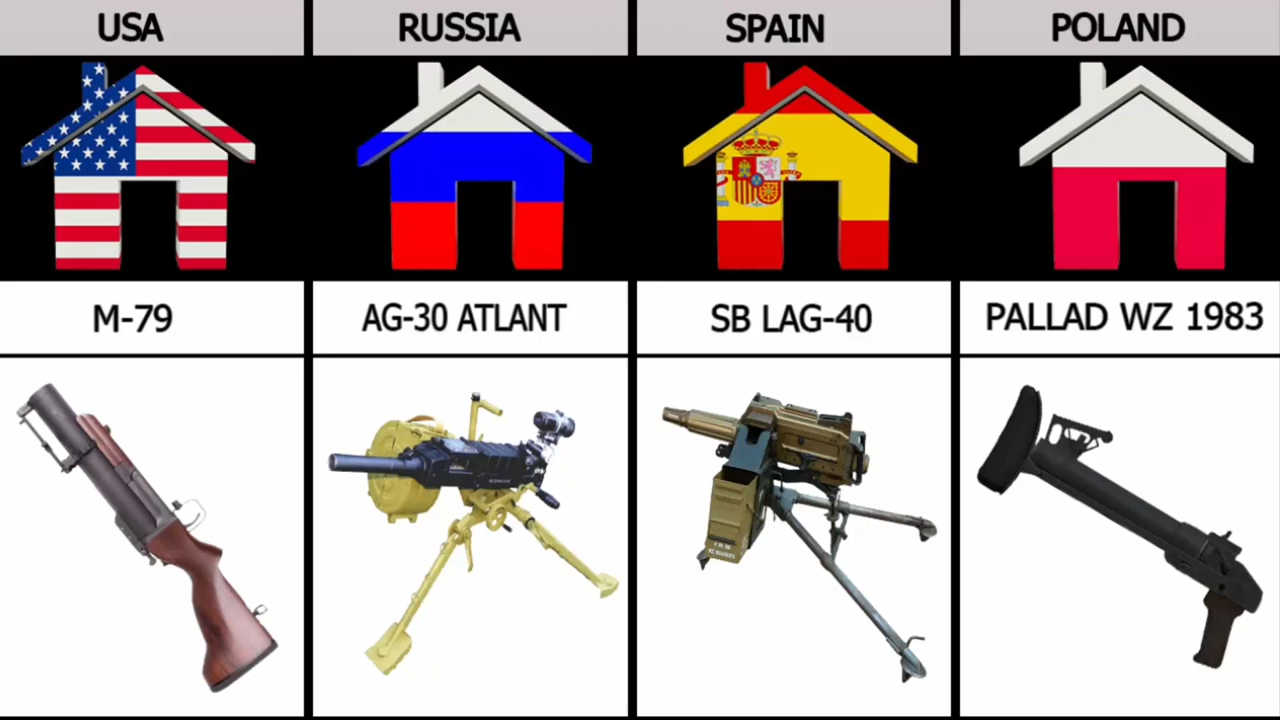 USA
RUSSIA
SPAIN
POLAND
M-79
AG-30 ATLANT
SB LAG-40
PALLAD WZ 1983